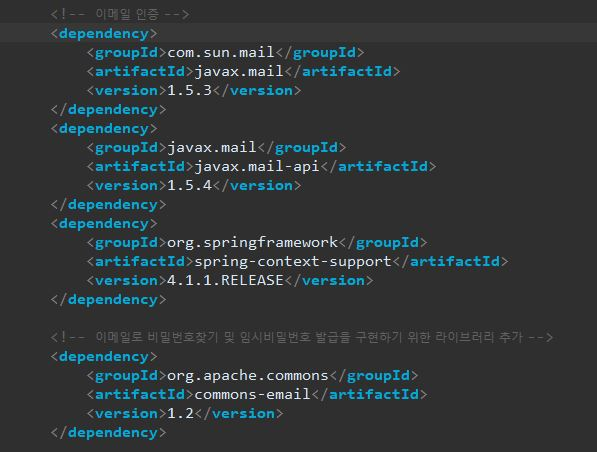 <!-- 이메일 인증 -->
<dependency>
<groupId>com.sun.mail</groupId>
<artifactId>javax.mail</artifactId>
<version>1.5.3</version>
</dependency>
<dependency>
<groupId>javax.mail</groupId>
<artifactId>javax.mail-api</artifactId>
<version>1.5.4</version>
</dependency>
<dependency>
<groupId>org.springframework</groupId>
<artifactId>spring-context-support</artifactId>
<version>4.1.1.RELEASE</version>
</dependency>
<!-- 이메일로 비밀번호찾기 및 임시비밀번호 발급을 구현하기 위한 라이브러리 추가 -->
<dependency>
<groupId>org.apache.commons</groupId>
<artifactId>commons-email</artifactId>
<version>1.2</version>
</dependency>